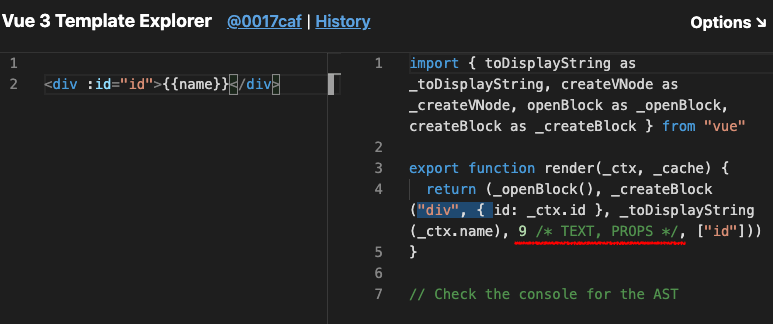 Vue 3 Template Explorer @0017caf | History
Options ↘
1
2 <div :id="id">{{name}}</div>
1 import { toDisplayString as
_toDisplayString, createVNode as
_createVNode, openBlock as _openBlock,
createBlock as _createBlock } from "vue"
2
3 export function render(_ctx, _cache) {
4 return (_openBlock(), _createBlock
("div", { id: _ctx.id }, _toDisplayString
(_ctx.name), 9 /* TEXT, PROPS */, ["id"]))
5 }
6
7 // Check the console for the AST